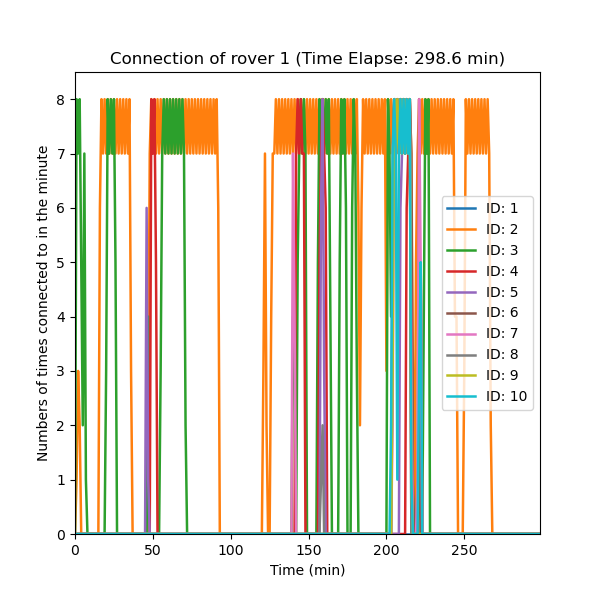 Connection of rover 1 (Time Elapse: 298.6 min)
Numbers of times connected to in the minute
8
7
6
5
4
3
2
1
0
0 50 100 150 200 250
Time (min)
ID: 1
ID: 2
ID: 3
ID: 4
ID: 5
ID: 6
ID: 7
ID: 8
ID: 9
ID: 10